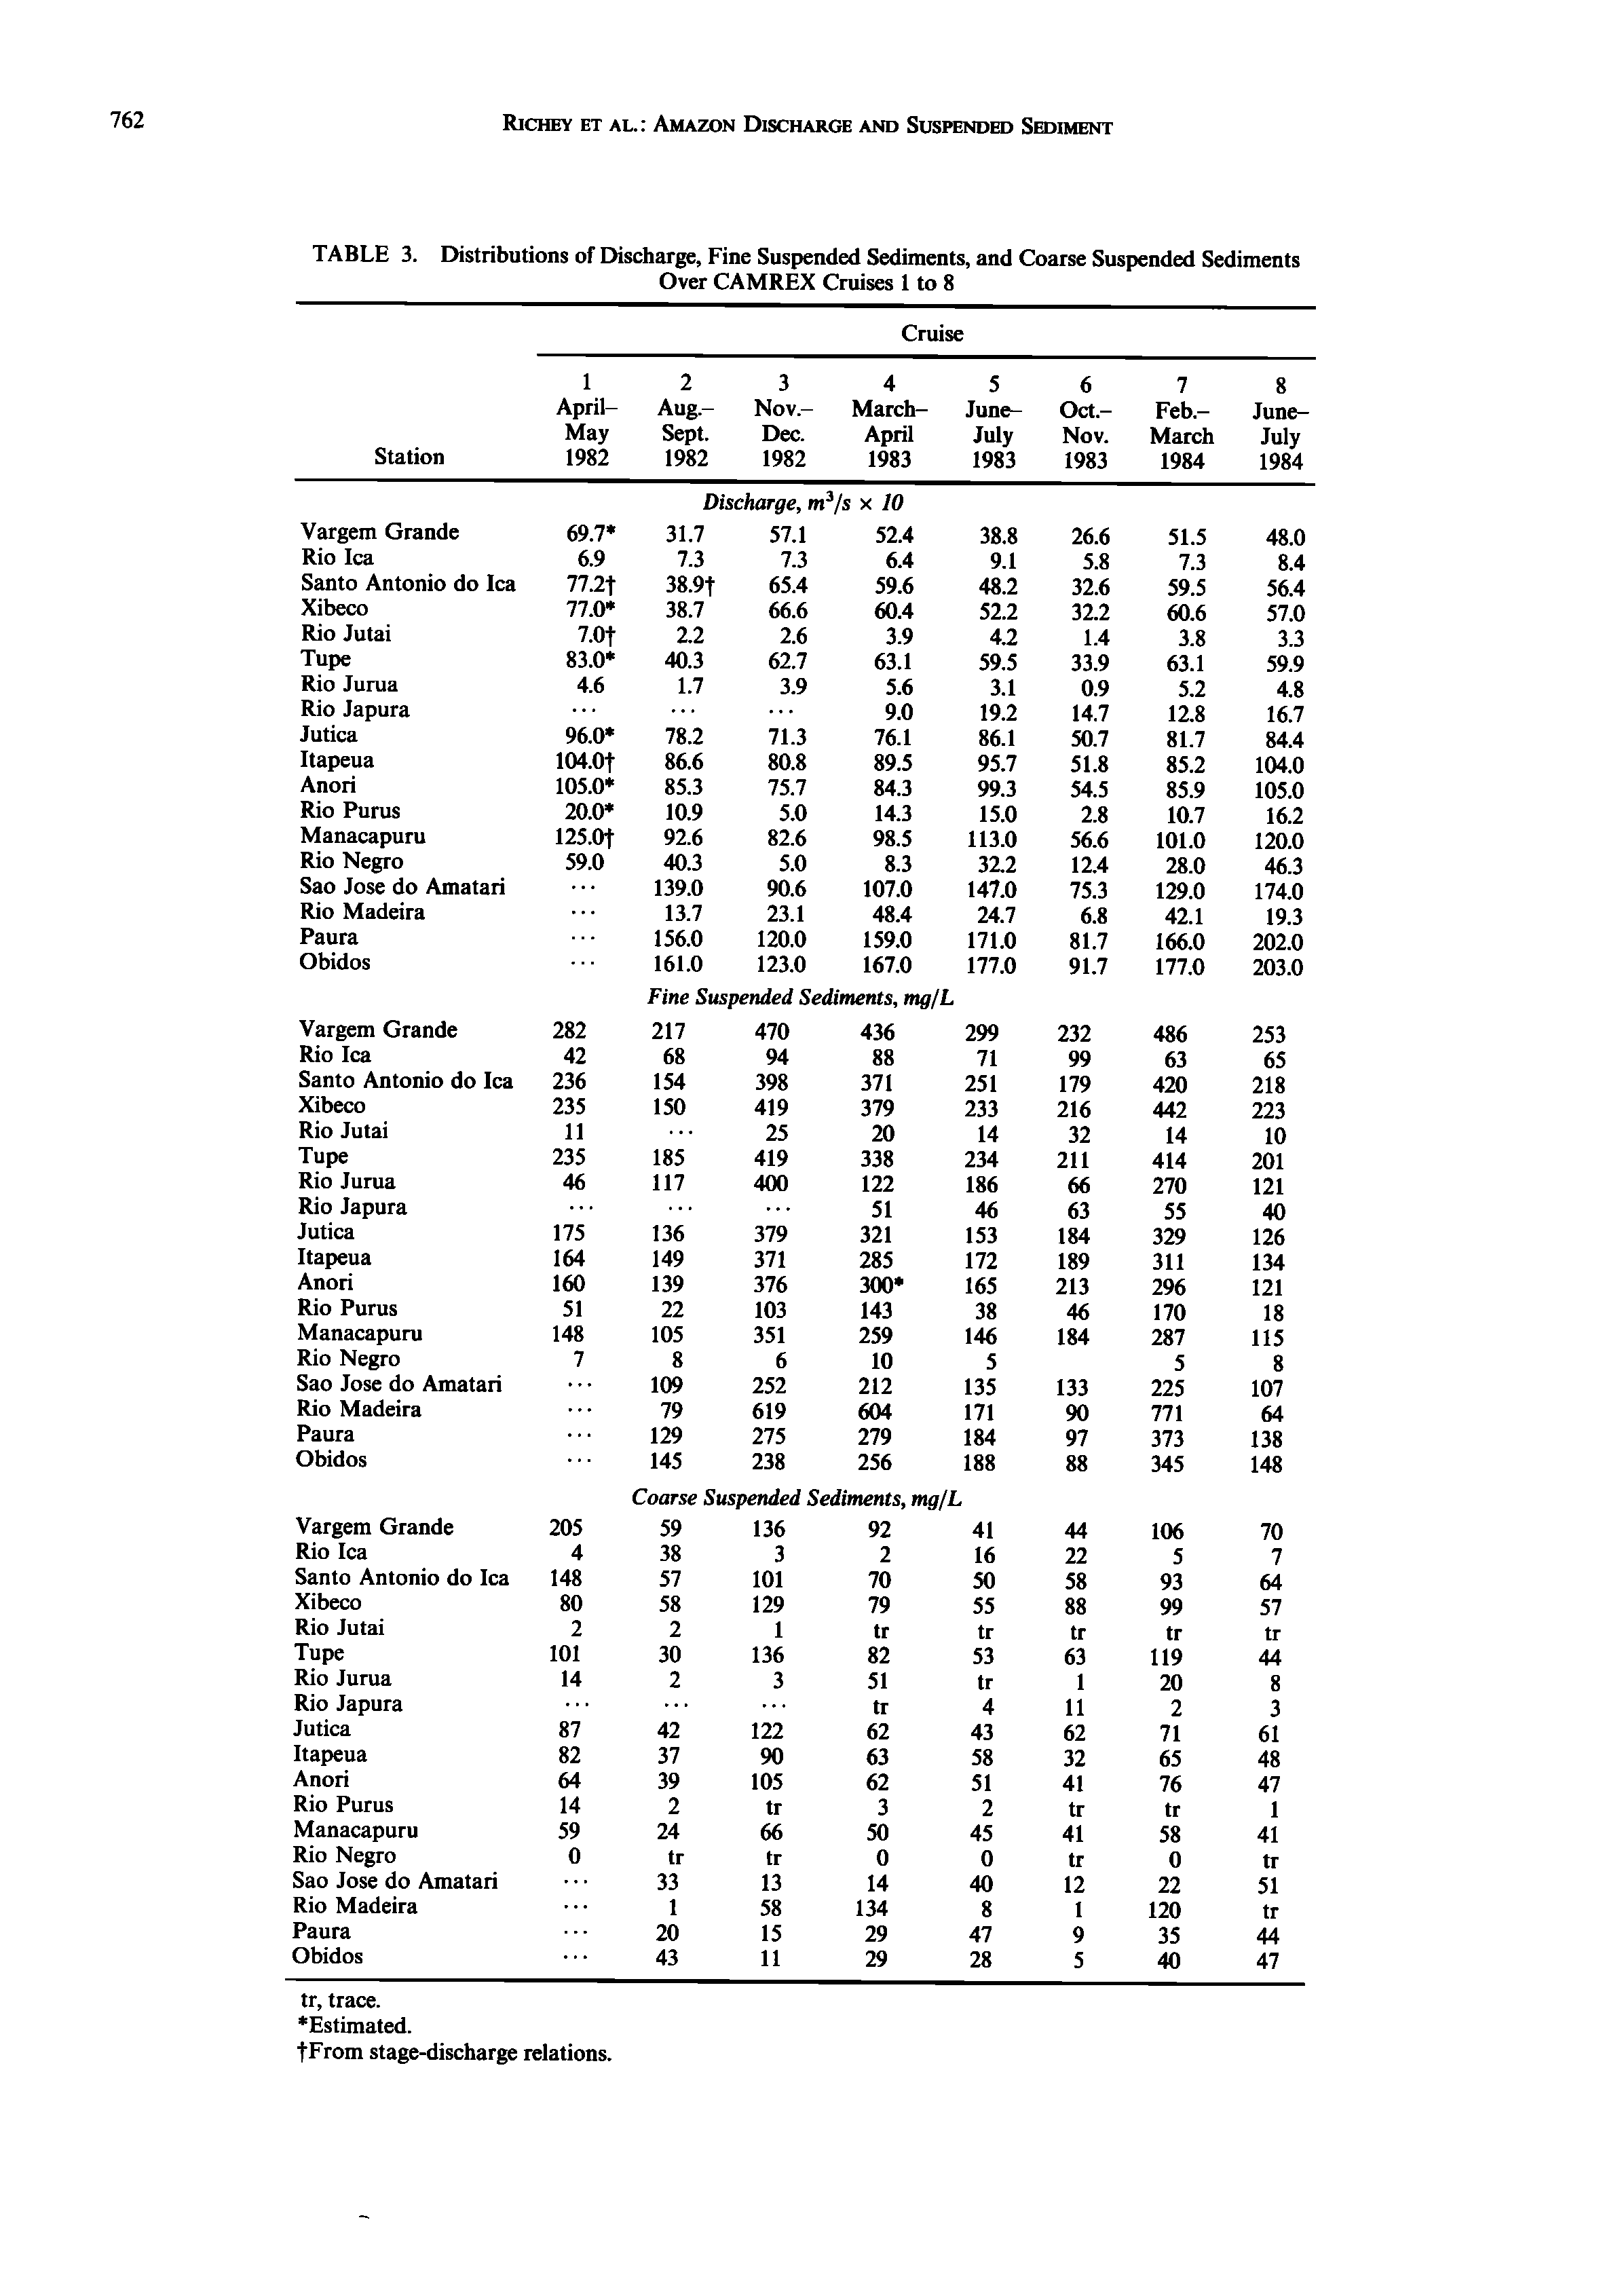 762
RICHEY ET AL.: AMAZON DISCHARGE AND SUSPENDED SEDIMENT
TABLE 3. Distributions of Discharge, Fine Suspended Sediments, and Coarse Suspended Sediments
Over CAMREX Cruises 1 to 8
Cruise
1 2 3 4 5 6 7 8
April– Aug.– Nov.– March– June– Oct.– Feb.– June–
May Sept. Dec. April July Nov. March July
Station 1982 1982 1982 1983 1983 1983 1984 1984
Discharge, m³/s × 10
Vargem Grande 69.7* 31.7 57.1 52.4 38.8 26.6 51.5 48.0
Rio Ica 6.9 7.3 7.3 6.4 9.1 5.8 7.3 8.4
Santo Antonio do Ica 77.2† 38.9† 65.4 59.6 48.2 32.6 59.5 56.4
Xibeco 77.0* 38.7 66.6 60.4 52.2 32.2 60.6 57.0
Rio Jutai 7.0† 2.2 2.6 3.9 4.2 1.4 3.8 3.3
Tupe 83.0* 40.3 62.7 63.1 59.5 33.9 63.1 59.9
Rio Jurua 4.6 1.7 3.9 5.6 3.1 0.9 5.2 4.8
Rio Japura ... ... ... 9.0 19.2 14.7 12.8 16.7
Jutica 96.0* 78.2 71.3 76.1 86.1 50.7 81.7 84.4
Itapeua 104.0† 86.6 80.8 89.5 95.7 51.8 85.2 104.0
Anori 105.0* 85.3 75.7 84.3 99.3 54.5 85.9 105.0
Rio Purus 20.0* 10.9 5.0 14.3 15.0 2.8 10.7 16.2
Manacapuru 125.0† 92.6 82.6 98.5 113.0 56.6 101.0 120.0
Rio Negro 59.0 40.3 5.0 8.3 32.2 12.4 28.0 46.3
Sao Jose do Amatari ... 139.0 90.6 107.0 147.0 75.3 129.0 174.0
Rio Madeira ... 13.7 23.1 48.4 24.7 6.8 42.1 19.3
Paura ... 156.0 120.0 159.0 171.0 81.7 166.0 202.0
Obidos ... 161.0 123.0 167.0 177.0 91.7 177.0 203.0
Fine Suspended Sediments, mg/L
Vargem Grande 282 217 470 436 299 232 486 253
Rio Ica 42 68 94 88 71 99 63 65
Santo Antonio do Ica 236 154 398 371 251 179 420 218
Xibeco 235 150 419 379 233 216 442 223
Rio Jutai 11 ... 25 20 14 32 14 10
Tupe 235 185 419 338 234 211 414 201
Rio Jurua 46 117 400 122 186 66 270 121
Rio Japura ... ... ... 51 46 63 55 40
Jutica 175 136 379 321 153 184 329 126
Itapeua 164 149 371 285 172 189 311 134
Anori 160 139 376 300* 165 213 296 121
Rio Purus 51 22 103 143 38 46 170 18
Manacapuru 148 105 351 259 146 184 287 115
Rio Negro 7 8 6 10 5 5 8
Sao Jose do Amatari ... 109 252 212 135 133 225 107
Rio Madeira ... 79 619 604 171 90 771 64
Paura ... 129 275 279 184 97 373 138
Obidos ... 145 238 256 188 88 345 148
Coarse Suspended Sediments, mg/L
Vargem Grande 205 59 136 92 41 44 106 70
Rio Ica 4 38 3 2 16 22 5 7
Santo Antonio do Ica 148 57 101 70 50 58 93 64
Xibeco 80 58 129 79 55 88 99 57
Rio Jutai 2 2 1 tr tr tr tr tr
Tupe 101 30 136 82 53 63 119 44
Rio Jurua 14 2 3 51 tr 1 20 8
Rio Japura ... ... ... tr 4 11 2 3
Jutica 87 42 122 62 43 62 71 61
Itapeua 82 37 90 63 58 32 65 48
Anori 64 39 105 62 51 41 76 47
Rio Purus 14 2 tr 3 2 tr tr 1
Manacapuru 59 24 66 50 45 41 58 41
Rio Negro 0 tr tr 0 0 tr 0 tr
Sao Jose do Amatari ... 33 13 14 40 12 22 51
Rio Madeira ... 1 58 134 8 1 120 tr
Paura ... 20 15 29 47 9 35 44
Obidos ... 43 11 29 28 5 40 47
tr, trace.
*Estimated.
†From stage-discharge relations.